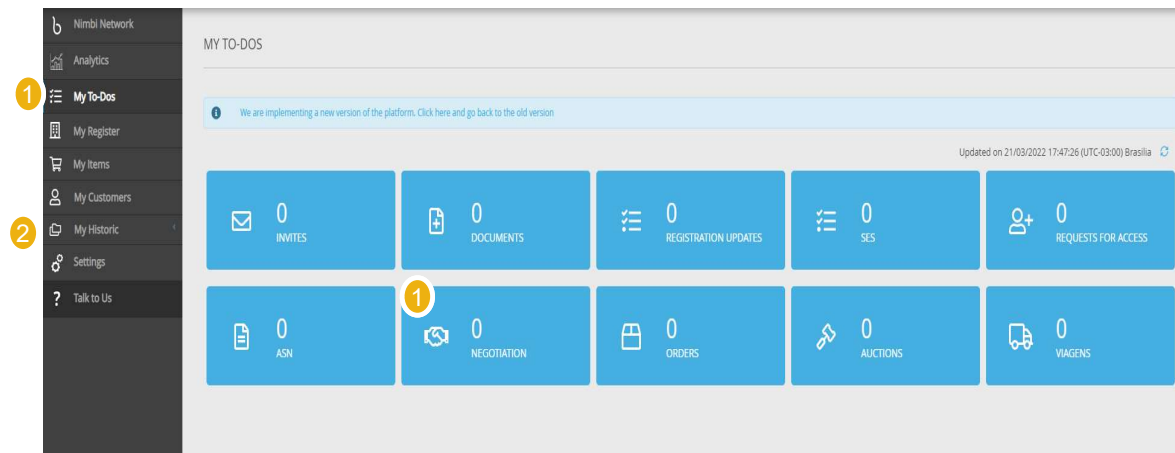 Nimbi Network
Analytics
1
My To-Dos
My Register
My Items
My Customers
2
My Historic
Settings
? Talk to Us
MY TO-DOS
We are implementing a new version of the platform. Click here and go back to the old version
Updated on 21/03/2022 17:47:26 (UTC-03:00) Brasilia
0
INVITES
0
DOCUMENTS
0
REGISTRATION UPDATES
0
SES
0
REQUESTS FOR ACCESS
0
ASN
1
0
NEGOTIATION
0
ORDERS
0
AUCTIONS
0
VIAGENS